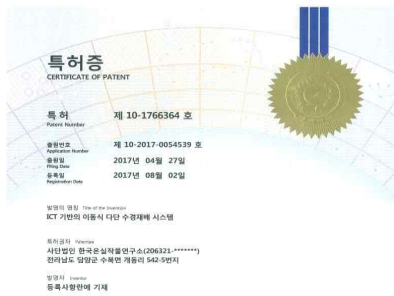 특허증
CERTIFICATE OF PATENT
특 허 제 10-1766364 호
Patent Number
출원번호 제 10-2017-0054539 호
Application Number
출원일 2017년 04월 27일
Filing Date
등록일 2017년 08월 02일
Registration Date
발명의 명칭 Title of the Invention
ICT 기반의 이동식 다단 수경재배 시스템
특허권자 Patentee
사단법인 한국온실작물연구소(206321-*******)
전라남도 담양군 수북면 개동리 542-5번지
발명자 Inventor
등록사항란에 기재